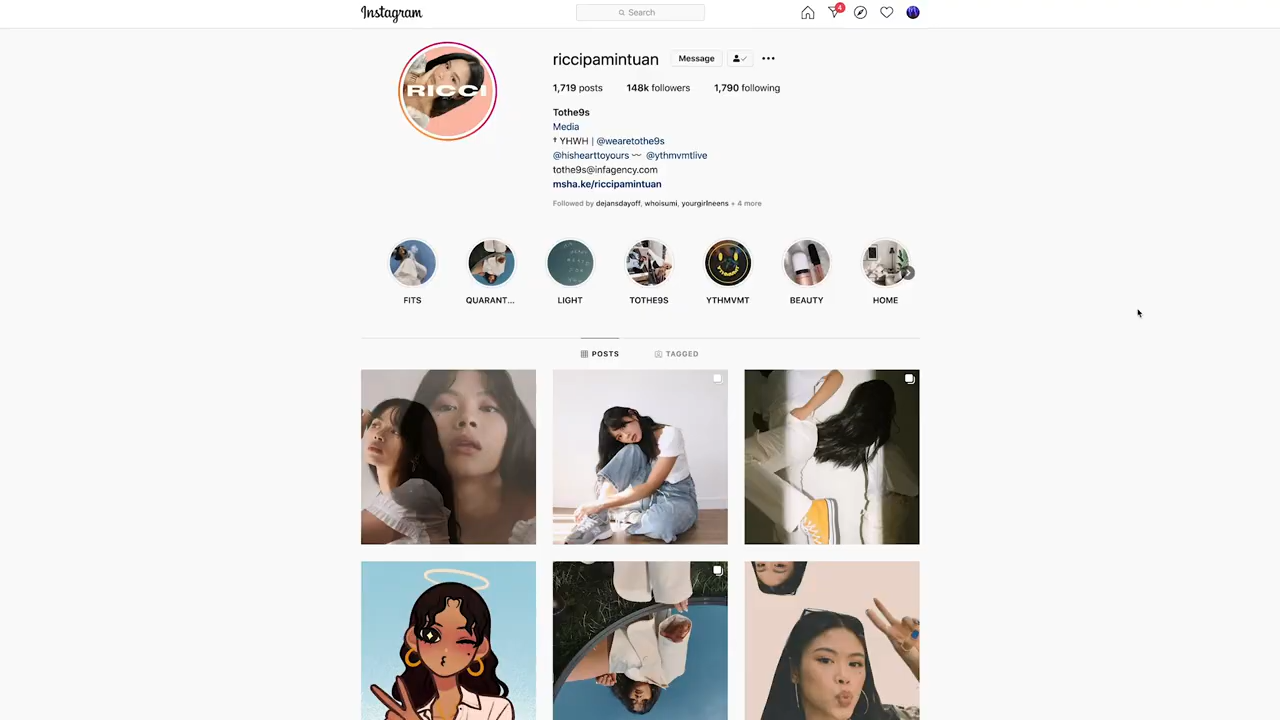 Instagram
Search
4
riccipamintuan
Message
1,719 posts 148k followers 1,790 following
Tothe9s
Media
† YHWH | @wearetothe9s
@hishearttoyours 〰 @ythmvmtlive
tothe9s@infagency.com
msha.ke/riccipamintuan
Followed by dejansdayoff, whoisumi, yourgirlneens + 4 more
RICCI
FITS QUARANT... LIGHT TOTHE9S YTHMVMT BEAUTY HOME
POSTS TAGGED